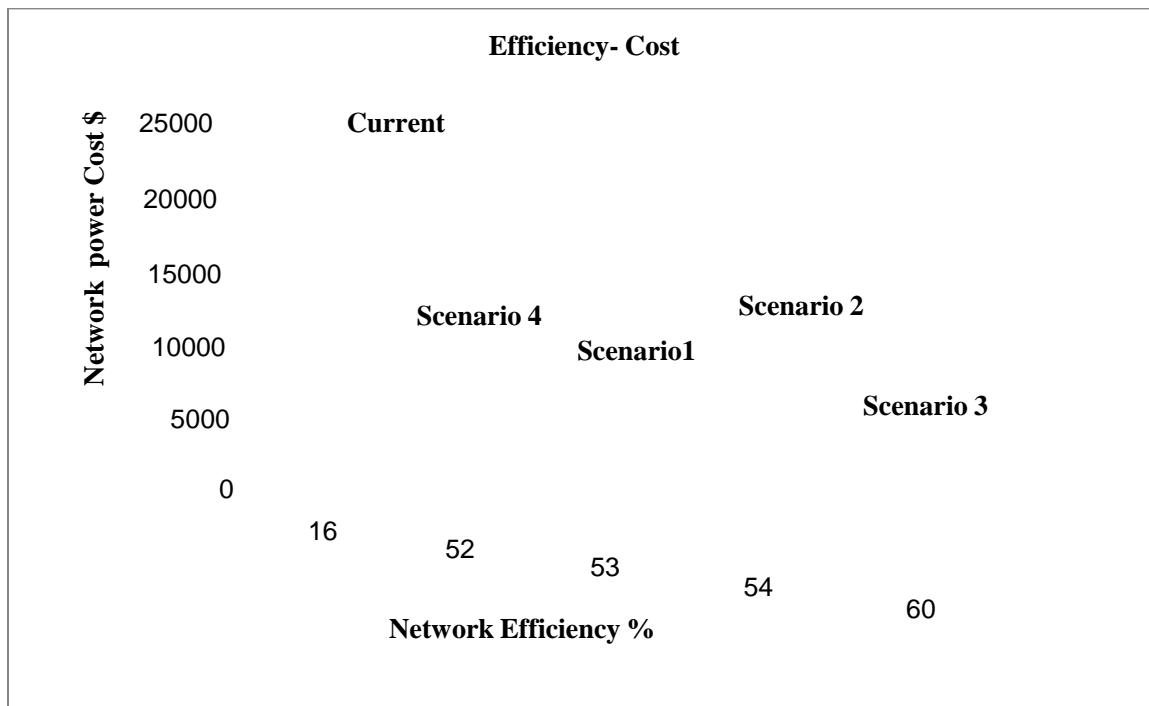 Efficiency- Cost
Network power Cost $
25000
Current
20000
15000
Scenario 4
Scenario 2
10000
Scenario1
5000
Scenario 3
0
16
52
53
54
60
Network Efficiency %